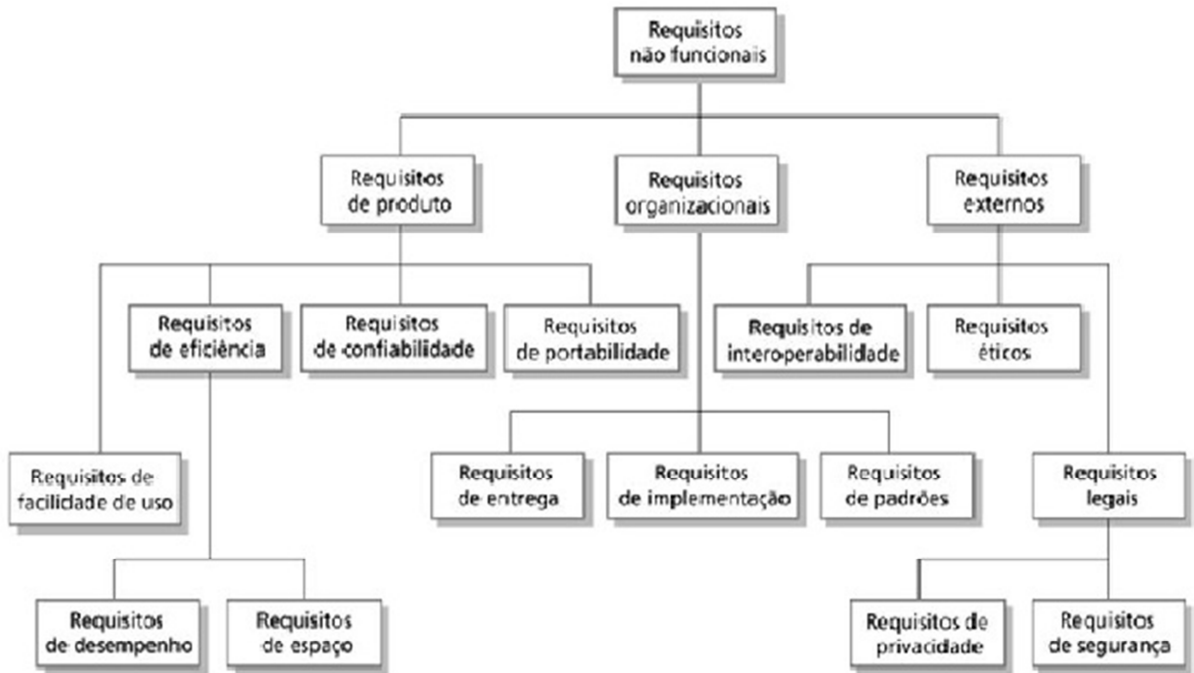 Requisitos
não funcionais
Requisitos
de produto
Requisitos
organizacionais
Requisitos
externos
Requisitos
de eficiência
Requisitos
de confiabilidade
Requisitos
de portabilidade
Requisitos de
interoperabilidade
Requisitos
éticos
Requisitos de
facilidade de uso
Requisitos
de entrega
Requisitos
de implementação
Requisitos
de padrões
Requisitos
legais
Requisitos
de desempenho
Requisitos
de espaço
Requisitos de
privacidade
Requisitos
de segurança